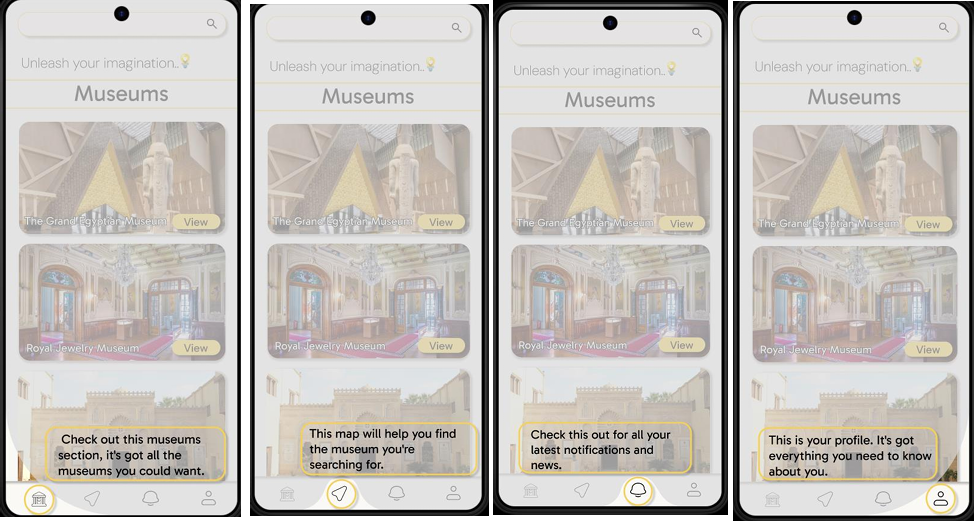 Unleash your imagination..
Museums
The Grand Egyptian Museum
View
Royal Jewelry Museum
View
Check out this museums
section, it's got all the
museums you could want.
Unleash your imagination..
Museums
The Grand Egyptian Museum
View
Royal Jewelry Museum
View
This map will help you find
the museum you're
searching for.
Unleash your imagination..
Museums
The Grand Egyptian Museum
View
Royal Jewelry Museum
View
Check this out for all your
latest notifications and
news.
Unleash your imagination..
Museums
The Grand Egyptian Museum
View
Royal Jewelry Museum
View
This is your profile. It's got
everything you need to know
about you.